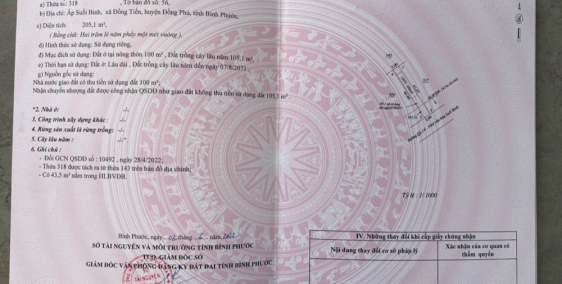 a) Thửa số: 318 , Tờ bản đồ số: 56,
b) Địa chỉ: Ấp Suối Binh, xã Đồng Tiến, huyện Đồng Phú, tỉnh Bình Phước,
c) Diện tích: 205,1 m²,
( Bằng chữ: Hai trăm lẻ năm phẩy một mét vuông ),
d) Hình thức sử dụng: Sử dụng riêng,
đ) Mục đích sử dụng: Đất ở tại nông thôn 100 m², Đất trồng cây lâu năm 105,1 m²,
e) Thời hạn sử dụng: Đất ở: Lâu dài , Đất trồng cây lâu năm đến ngày 07/8/2071 ,
g) Nguồn gốc sử dụng:
Nhà nước giao đất có thu tiền sử dụng đất 100 m²;
Nhận chuyển nhượng đất được công nhận QSDĐ như giao đất không thu tiền sử dụng đất 105,1 m² .
*2. Nhà ở: -/-
3. Công trình xây dựng khác : -/-
4. Rừng sản xuất là rừng trồng: -/-
5. Cây lâu năm : -/-
6. Ghi chú :
- Đổi GCN QSDĐ số : 10492 , ngày 28/4/2022;
- Thửa 318 được tách ra từ thửa 143 trên bản đồ địa chính;
- Có 43,5 m² nằm trong HLBVĐB.
Tỷ lệ : 1/ 1000
Bình Phước, ngày tháng năm
SỞ TÀI NGUYÊN VÀ MÔI TRƯỜNG TỈNH BÌNH PHƯỚC
TUQ. GIÁM ĐỐC SỞ
GIÁM ĐỐC VĂN PHÒNG ĐĂNG KÝ ĐẤT ĐAI TỈNH BÌNH PHƯỚC
IV. Những thay đổi sau khi cấp giấy chứng nhận
Nội dung thay đổi và cơ sở pháp lý
Xác nhận của cơ quan có thẩm quyền